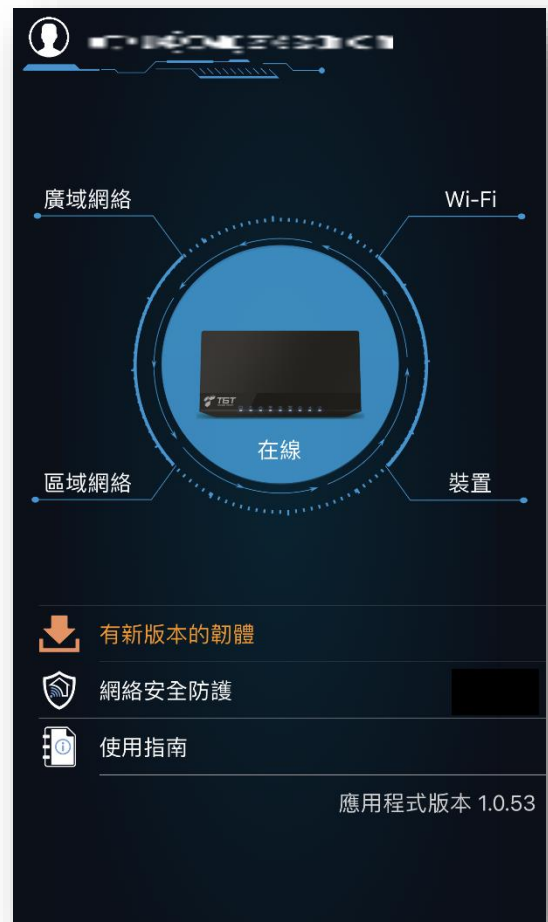 廣域網絡
Wi-Fi
TGT
在線
區域網絡
裝置
有新版本的韌體
網絡安全防護
使用指南
應用程式版本 1.0.53